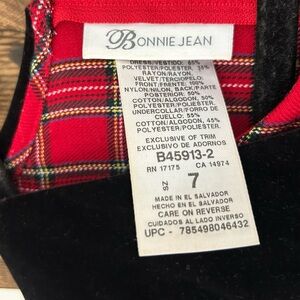 BONNIE JEAN
DRESS/VESTIDO: 65%
POLYESTER/POLIESTER, 35%
RAYON/RAYON,
VELVET/TERCIOPELO:
FRONT/FRENTE: 100%
NYLON/NILON, BACK/PARTE
POSTERIOR: 50%
COTTON/ALGODON, 50%
POLYESTER/POLIESTER,
UNDERCOLLAR/FORRO DE
CUELLO: 55%
COTTON/ALGODON, 45%
POLYESTER/POLIESTER
EXCLUSIVE OF TRIM
EXCLUSIVO DE ADORNOS
B45913-2
RN 17175 CA 14974
SZ 7
MADE IN EL SALVADOR
HECHO EN EL SALVADOR
CARE ON REVERSE
CUIDADOS AL LADO INVERSO
UPC - 785498046432